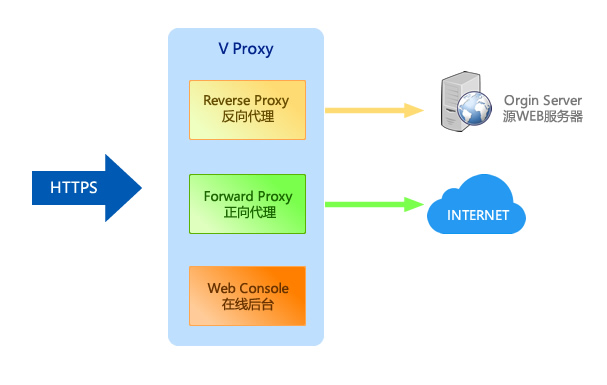 V Proxy
Reverse Proxy
反向代理
Orgin Server
源WEB服务器
HTTPS
Forward Proxy
正向代理
INTERNET
Web Console
在线后台